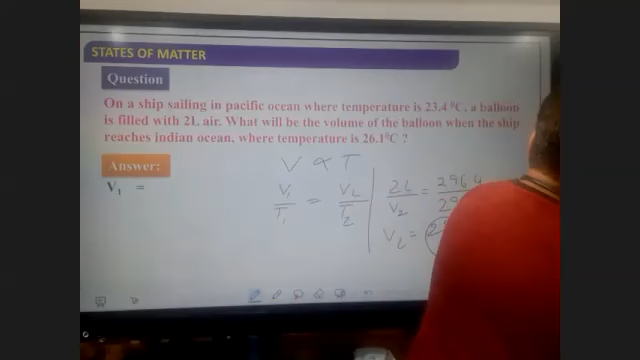 STATES OF MATTER
Question
On a ship sailing in pacific ocean where temperature is 23.4 °C, a balloon
is filled with 2L air. What will be the volume of the balloon when the ship
reaches indian ocean, where temperature is 26.1°C ?
Answer:
V₁ =
V ∝ T
V₁/T₁ = V₂/T₂
2L/V₂ = 296.4
V₂ =